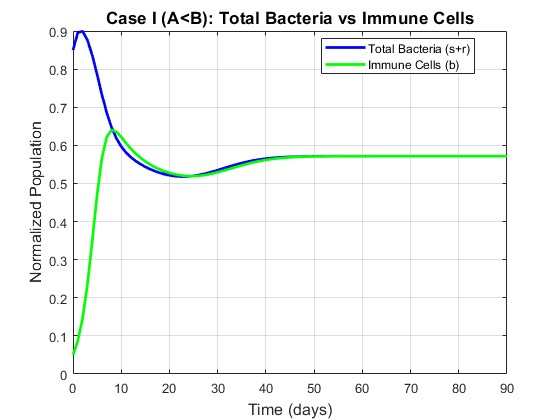 Case I (A<B): Total Bacteria vs Immune Cells
0.9
0.8
0.7
0.6
0.5
0.4
0.3
0.2
0.1
0
Normalized Population
Total Bacteria (s+r)
Immune Cells (b)
0 10 20 30 40 50 60 70 80 90
Time (days)